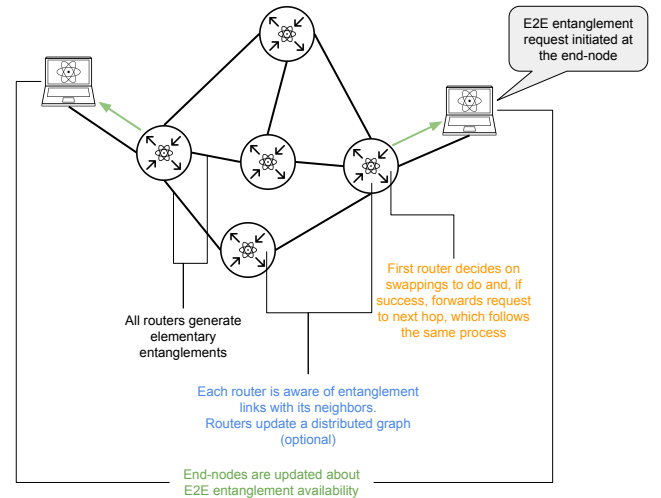 E2E entanglement
request initiated at
the end-node
First router decides on
swappings to do and, if
success, forwards request
to next hop, which follows
the same process
All routers generate
elementary
entanglements
Each router is aware of entanglement
links with its neighbors.
Routers update a distributed graph
(optional)
End-nodes are updated about
E2E entanglement availability